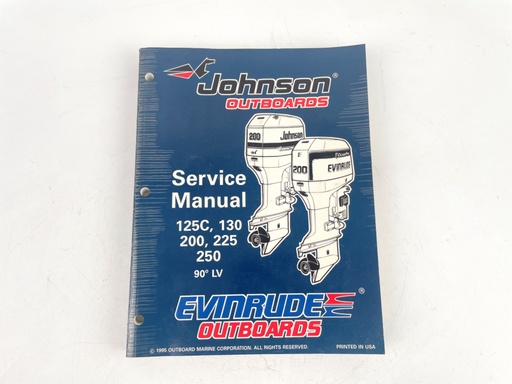 Johnson®
OUTBOARDS
200
Johnson
200
EVINRUDE
Service
Manual
125C, 130
200, 225
250
90° LV
EVINRUDE®
OUTBOARDS
© 1995 OUTBOARD MARINE CORPORATION. ALL RIGHTS RESERVED. PRINTED IN USA